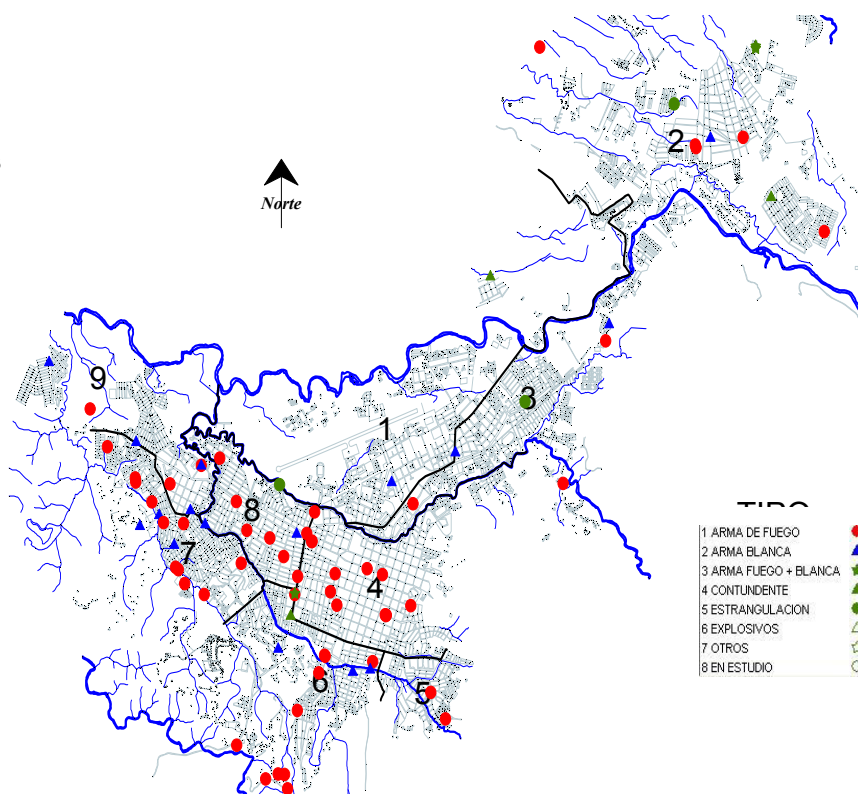 2
Norte
9
3
1
8
7
4
6
5
1 ARMA DE FUEGO
2 ARMA BLANCA
3 ARMA FUEGO + BLANCA
4 CONTUNDENTE
5 ESTRANGULACION
6 EXPLOSIVOS
7 OTROS
8 EN ESTUDIO